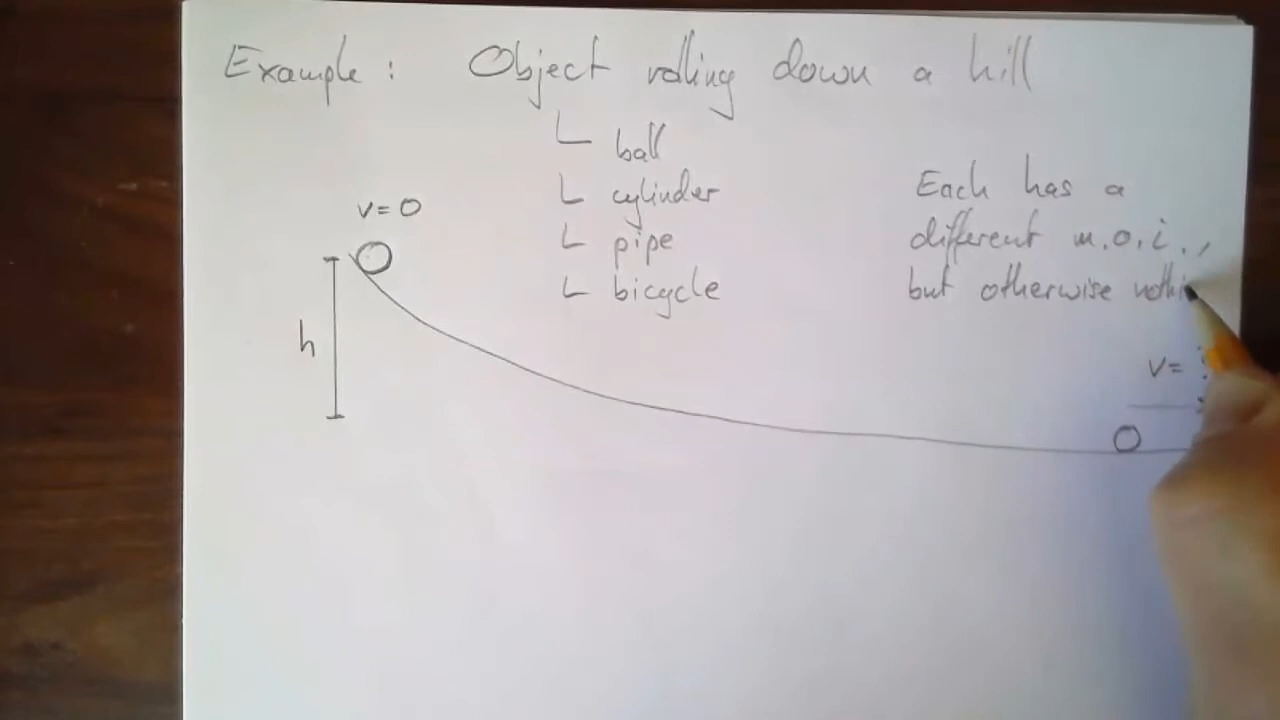 Example : Object rolling down a hill
∟ ball
∟ cylinder
∟ pipe
∟ bicycle
Each has a
different m.o.i.,
but otherwise
v=0
h
v=